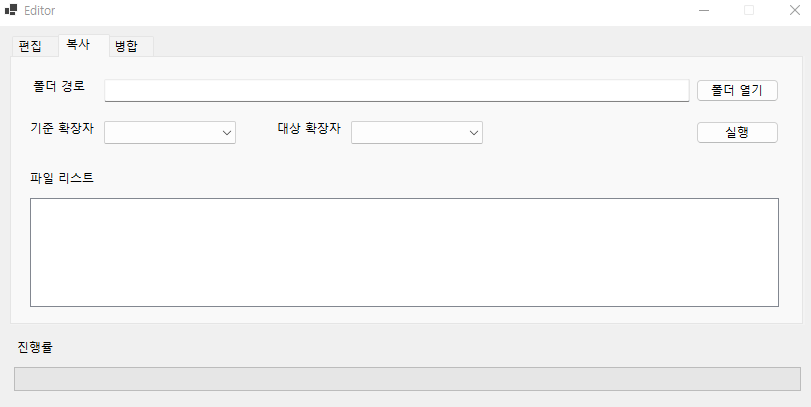 Editor
편집 복사 병합
폴더 경로 폴더 열기
기준 확장자 대상 확장자 실행
파일 리스트
진행률